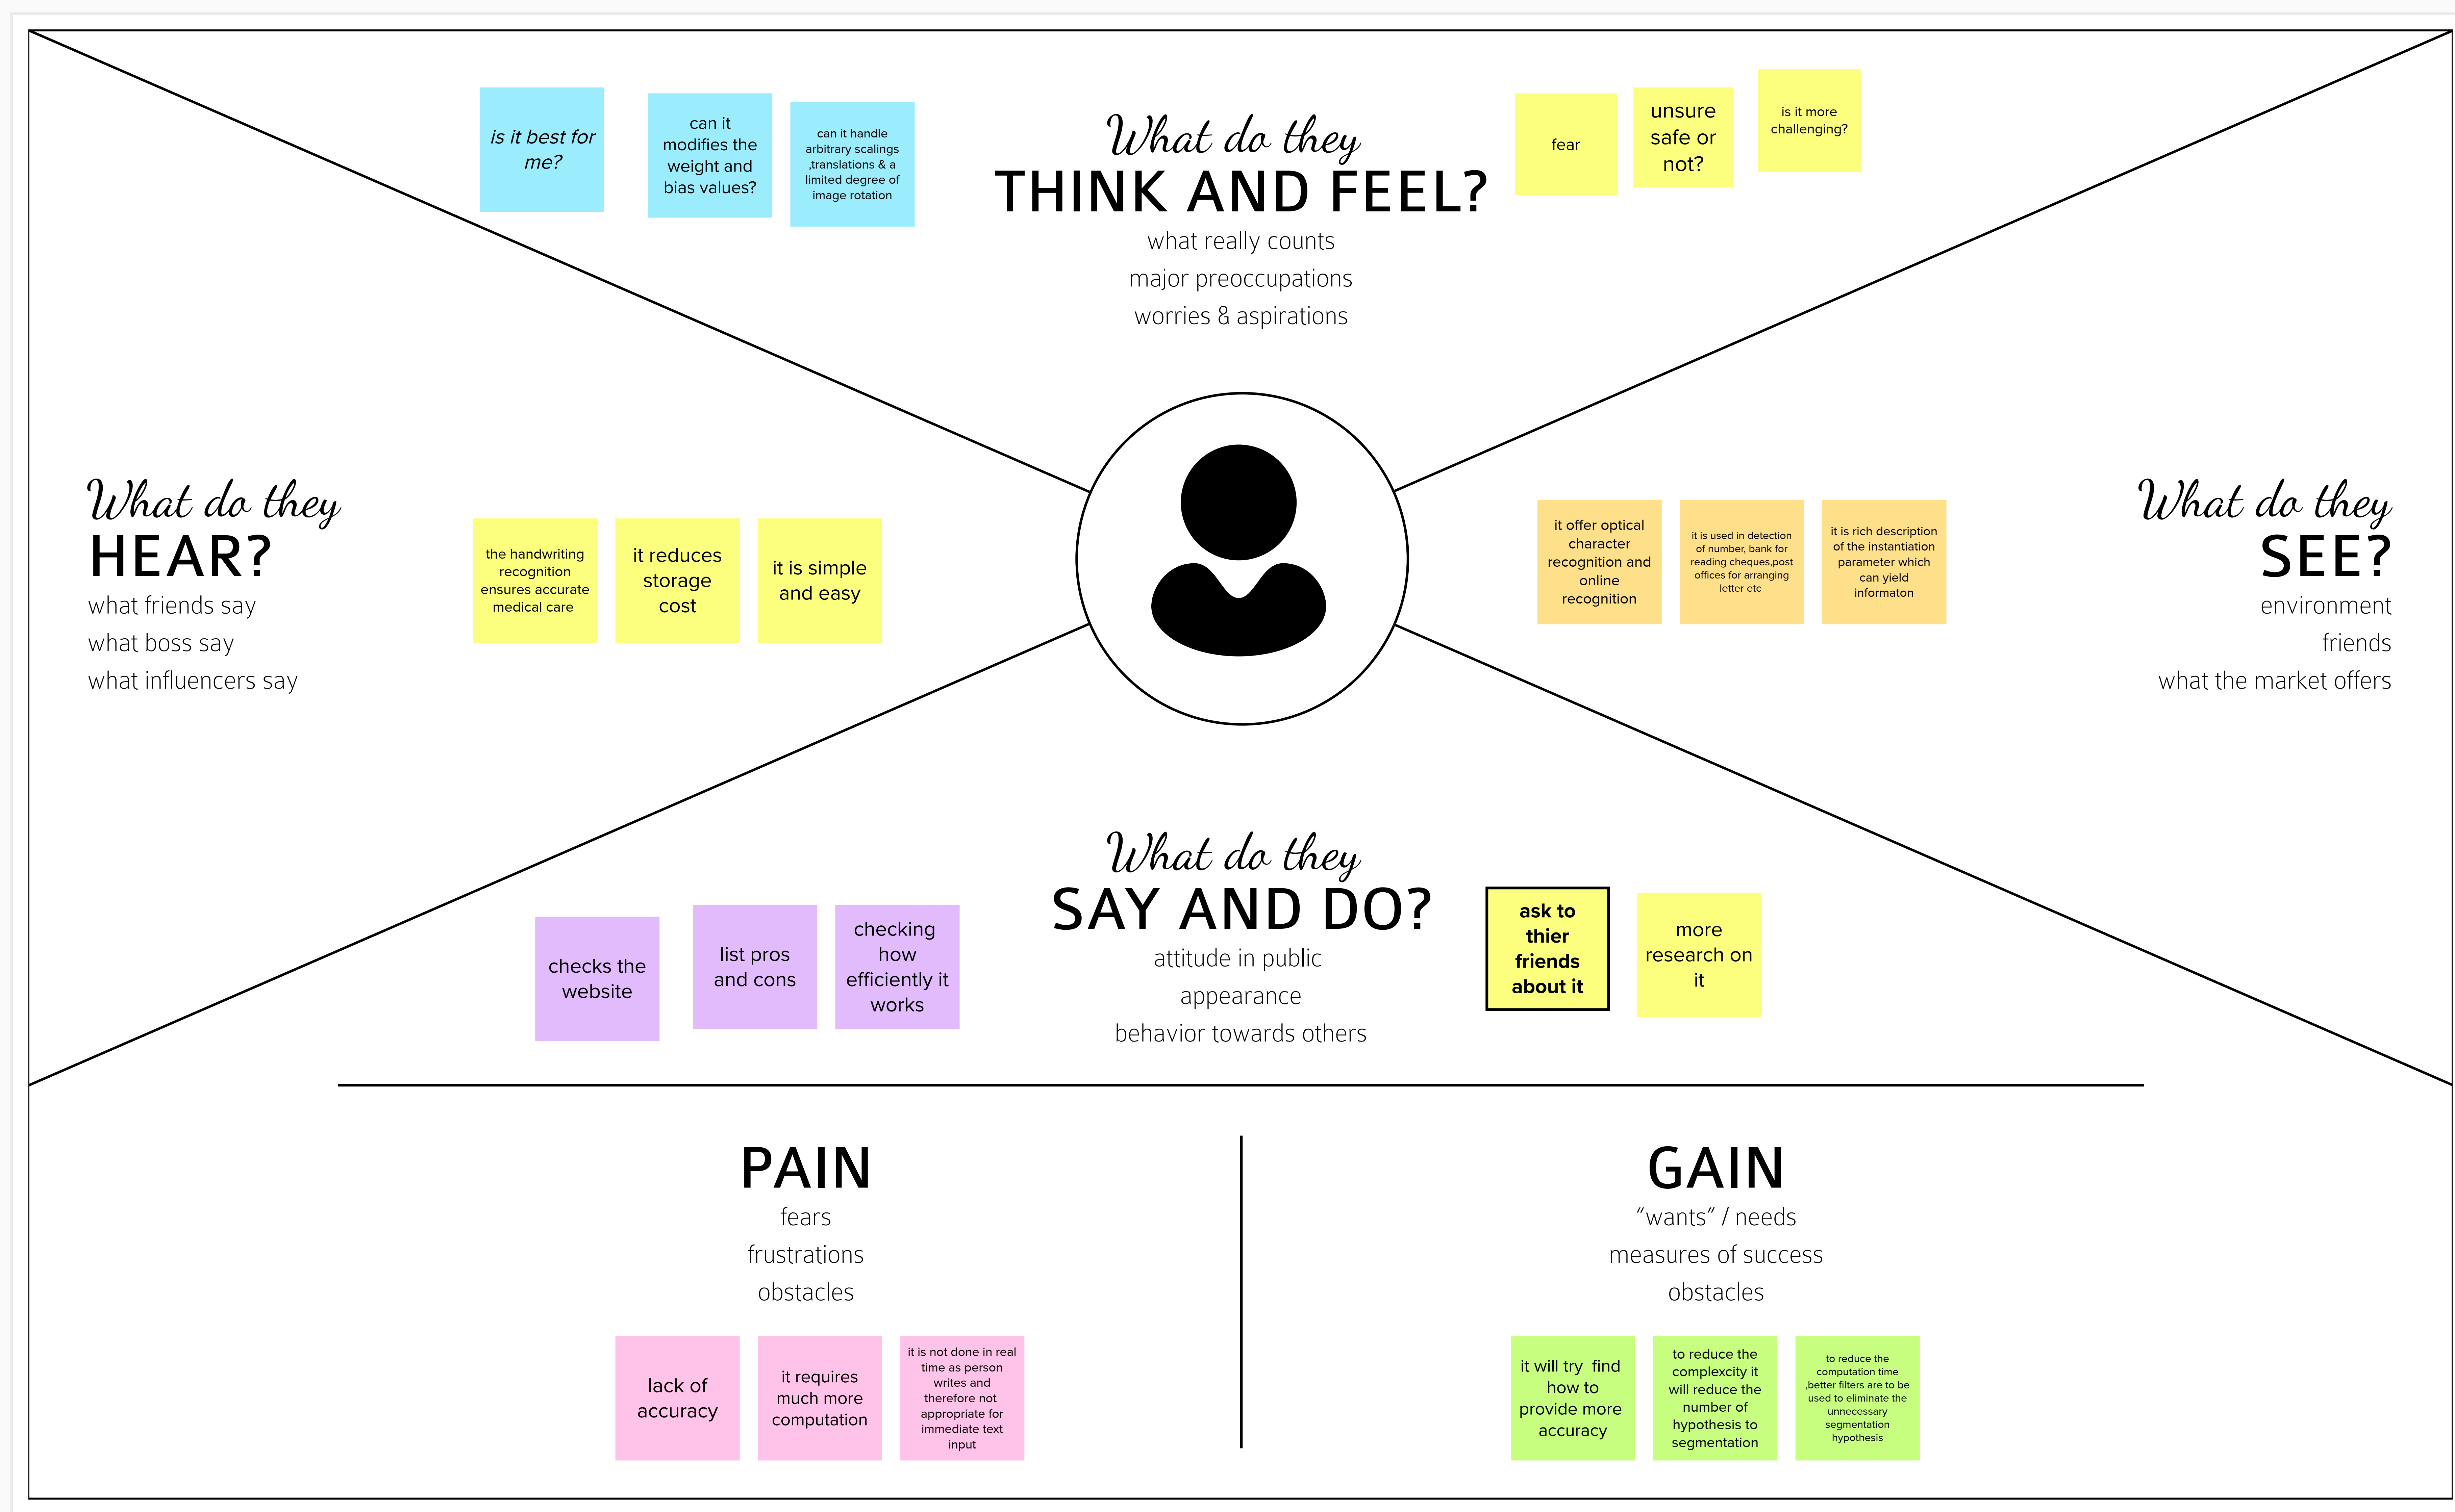 is it best for
me?
can it
modifies the
weight and
bias values?
can it handle
arbitrary scalings
,translations & a
limited degree of
image rotation
What do they
THINK AND FEEL?
what really counts
major preoccupations
worries & aspirations
fear
unsure
safe or
not?
is it more
challenging?
What do they
HEAR?
what friends say
what boss say
what influencers say
the handwriting
recognition
ensures accurate
medical care
it reduces
storage
cost
it is simple
and easy
it offer optical
character
recognition and
online
recognition
it is used in detection
of number, bank for
reading cheques,post
offices for arranging
letter etc
it is rich description
of the instantiation
parameter which
can yield
informaton
What do they
SEE?
environment
friends
what the market offers
checks the
website
list pros
and cons
checking
how
efficiently it
works
What do they
SAY AND DO?
attitude in public
appearance
behavior towards others
ask to
thier
friends
about it
more
research on
it
PAIN
fears
frustrations
obstacles
lack of
accuracy
it requires
much more
computation
it is not done in real
time as person
writes and
therefore not
appropriate for
immediate text
input
GAIN
“wants” / needs
measures of success
obstacles
it will try  find
how to
provide more
accuracy
to reduce the
complexcity it
will reduce the
number of
hypothesis to
segmentation
to reduce the
computation time
,better filters are to be
used to eliminate the
unnecessary
segmentation
hypothesis